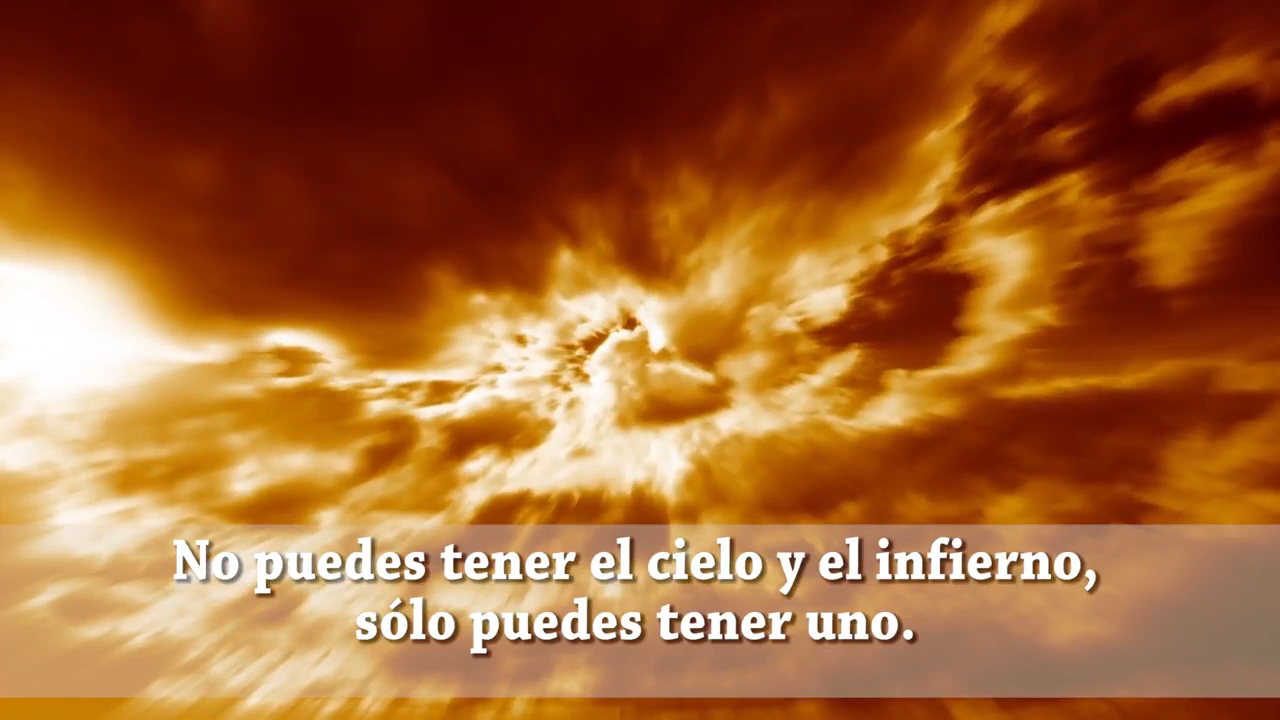 No puedes tener el cielo y el infierno,
sólo puedes tener uno.